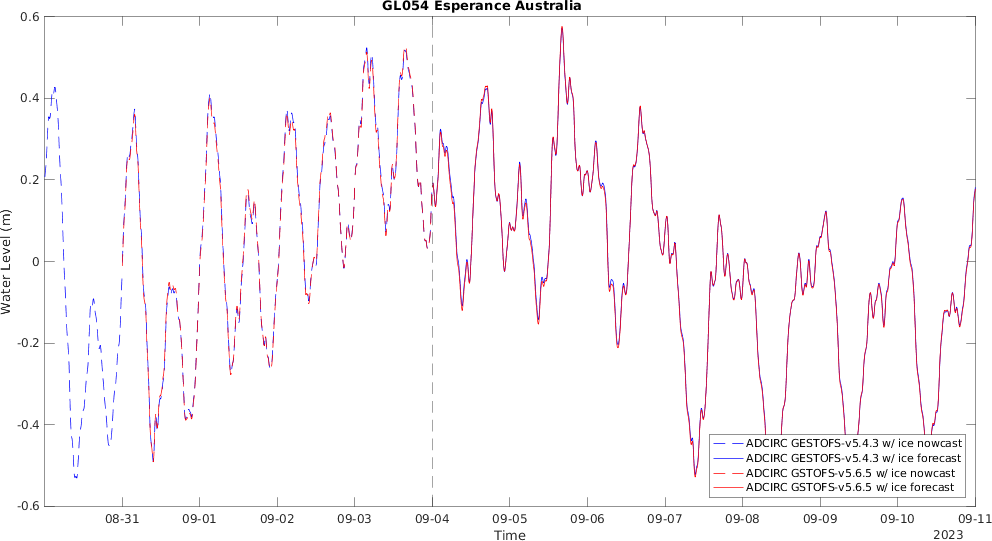 GL054 Esperance Australia
0.6
0.4
0.2
0
-0.2
-0.4
-0.6
Water Level (m)
ADCIRC GESTOFS-v5.4.3 w/ ice nowcast
ADCIRC GESTOFS-v5.4.3 w/ ice forecast
ADCIRC GSTOFS-v5.6.5 w/ ice nowcast
ADCIRC GSTOFS-v5.6.5 w/ ice forecast
08-31 09-01 09-02 09-03 09-04 09-05 09-06 09-07 09-08 09-09 09-10 09-11
Time
2023